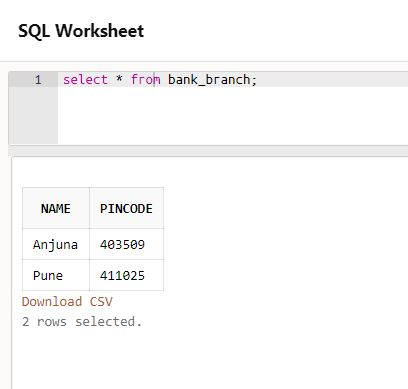 SQL Worksheet
1 select * from bank_branch;
NAME PINCODE
Anjuna 403509
Pune 411025
Download CSV
2 rows selected.